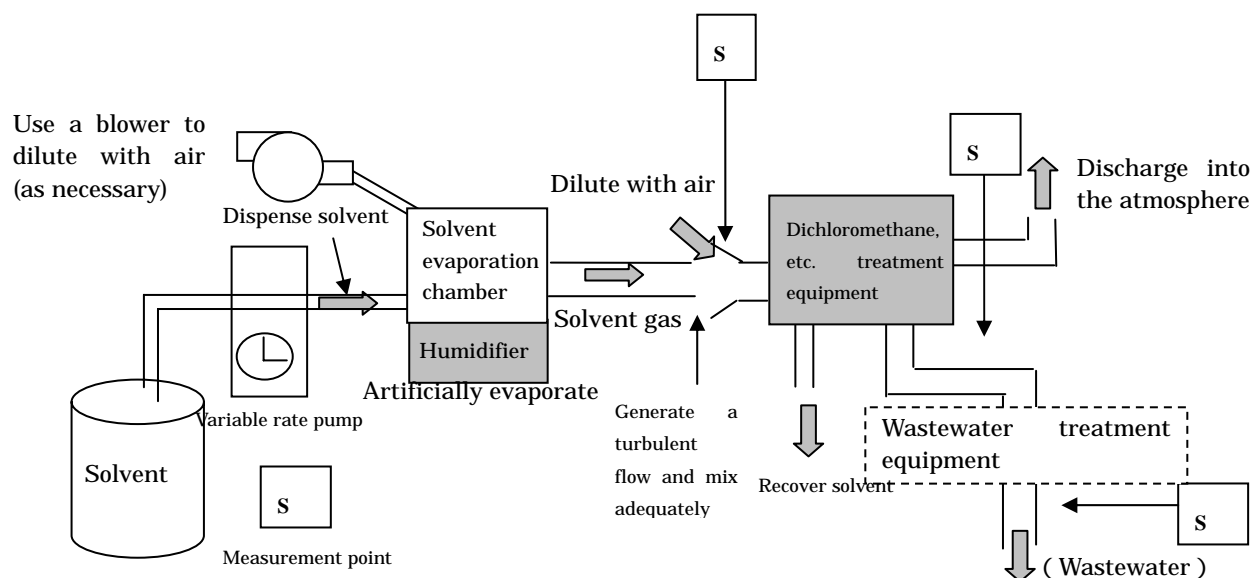 S
Use a blower to
dilute with air
(as necessary)
S
Discharge into
the atmosphere
Dilute with air
Dispense solvent
Solvent
evaporation
chamber
Dichloromethane,
etc. treatment
equipment
Solvent gas
Humidifier
Artificially evaporate
Variable rate pump
Generate a
turbulent
flow and mix
adequately
Wastewater treatment
equipment
Solvent
Recover solvent
S
Measurement point
S
( Wastewater )